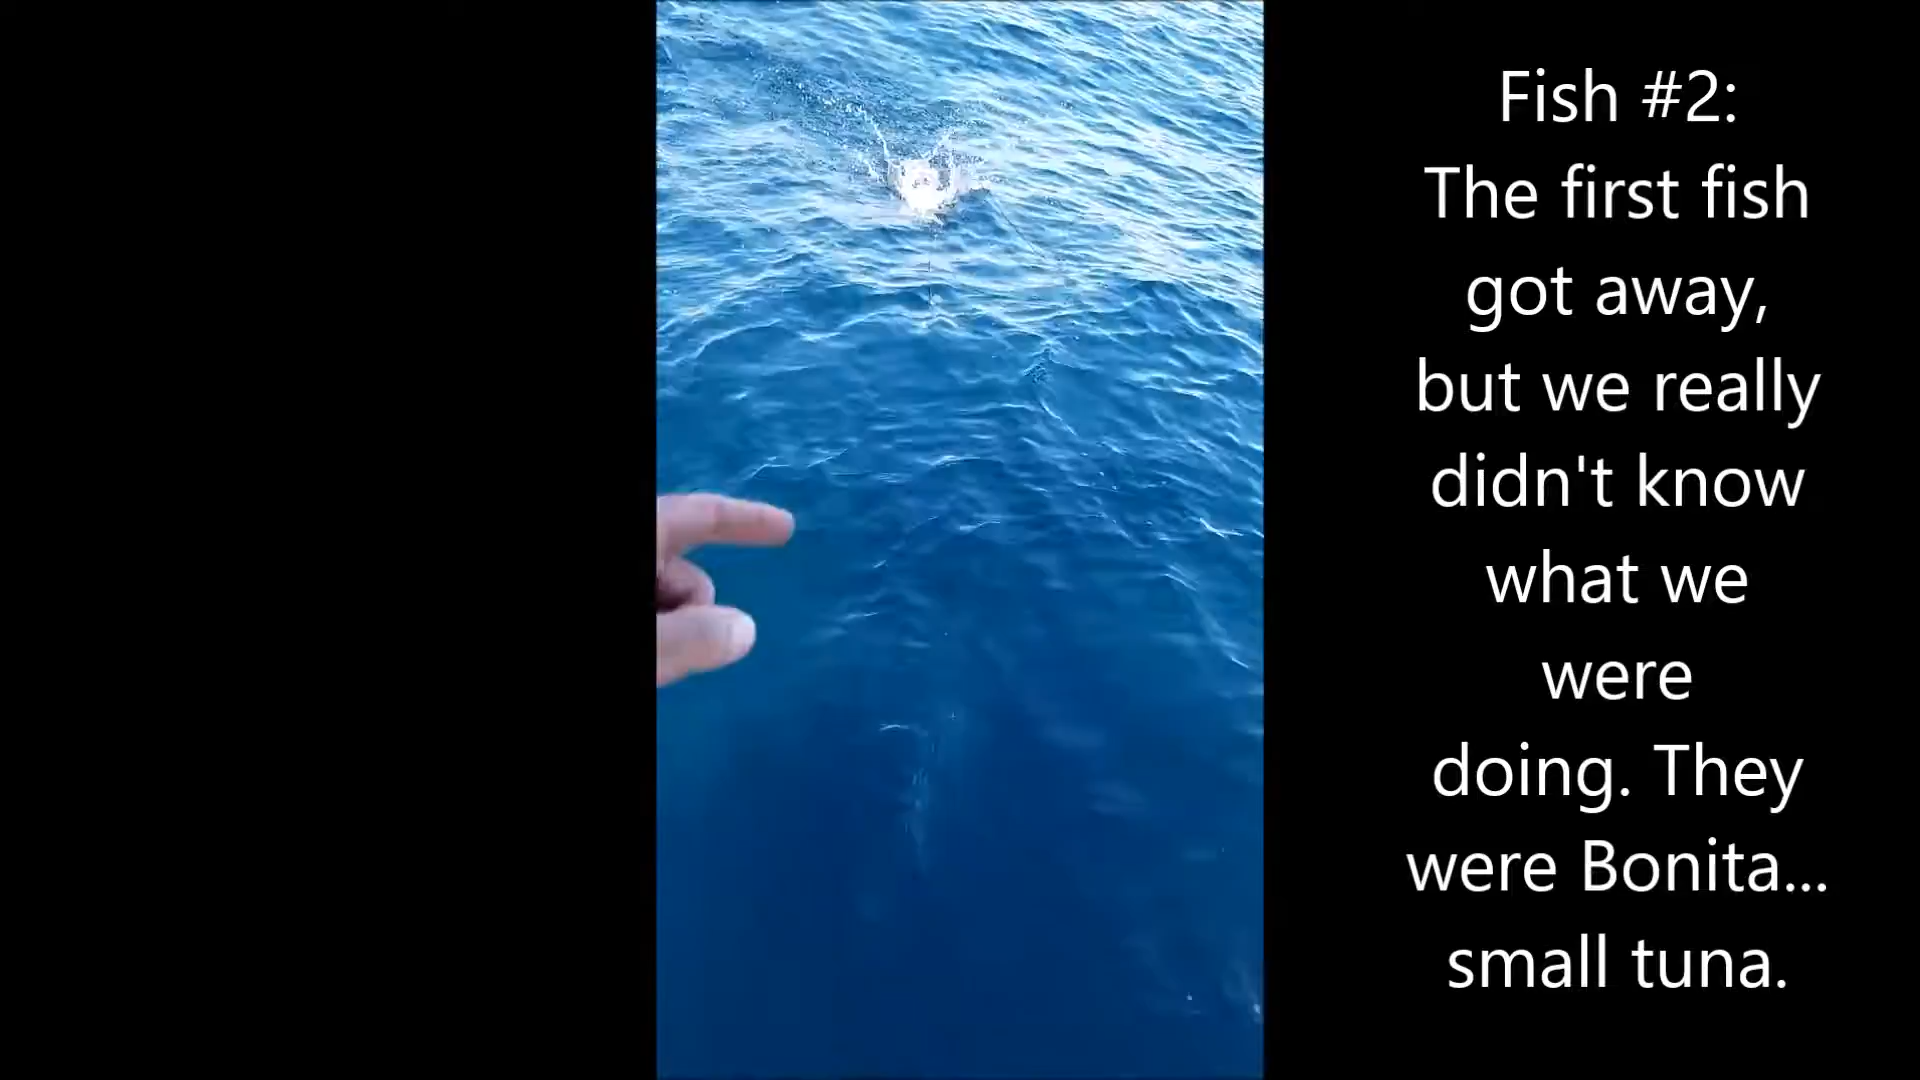 Fish #2:
The first fish
got away,
but we really
didn't know
what we
were
doing. They
were Bonita...
small tuna.